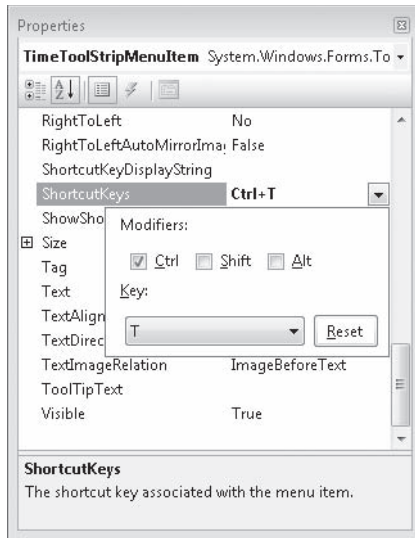 Properties
TimeToolStripMenuItem System.Windows.Forms.To
RightToLeft No
RightToLeftAutoMirrorImag False
ShortcutKeyDisplayString
ShortcutKeys Ctrl+T
ShowSho
Modifiers:
Size
Ctrl Shift Alt
Tag
Text
Key:
TextAlign
T Reset
TextDirec
TextImageRelation ImageBeforeText
ToolTipText
Visible True
ShortcutKeys
The shortcut key associated with the menu item.